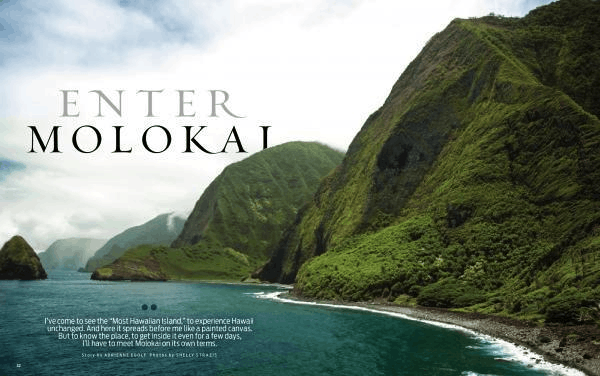 ENTER
MOLOKAI
I've come to see the "Most Hawaiian Island," to experience Hawaii
unchanged. And here it spreads before me like a painted canvas.
But to know the place, to get inside it even for a few days,
I'll have to meet Molokai on its own terms.
Story by ADRIENNE EGOLF Photos by SHELLY STRAZIS
32